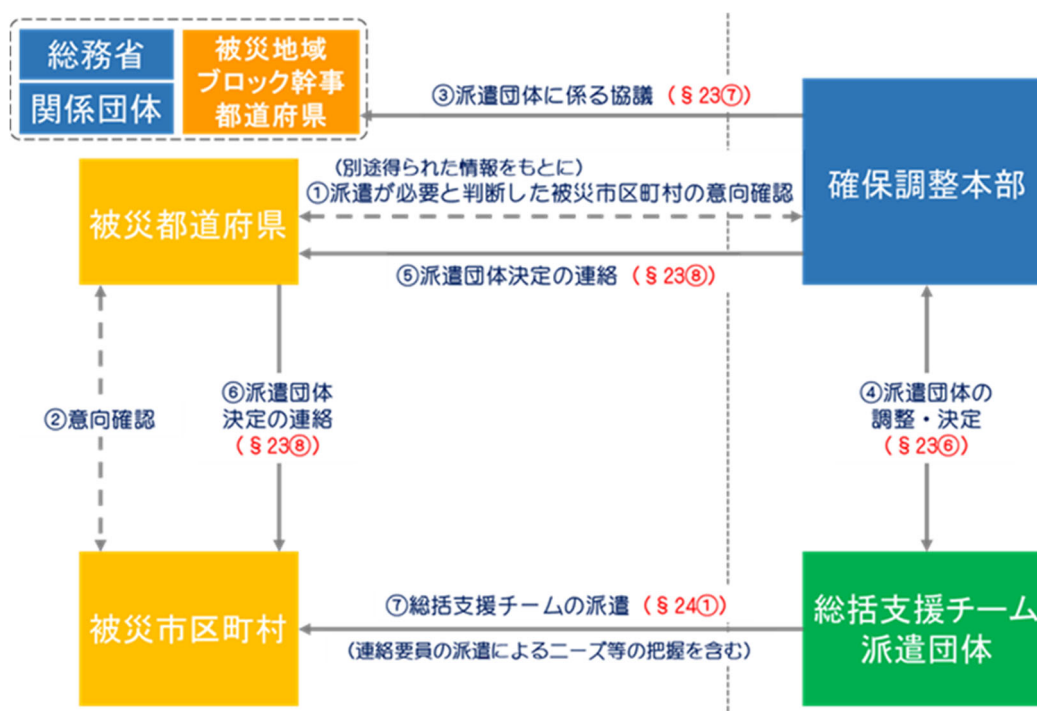 総務省
関係団体
被災地域
ブロック幹事
都道府県
③派遣団体に係る協議（§23⑦）
確保調整本部
被災都道府県
（別途得られた情報をもとに）
①派遣が必要と判断した被災市区町村の意向確認
⑤派遣団体決定の連絡（§23⑧）
②意向確認
⑥派遣団体
決定の連絡
（§23⑧）
④派遣団体の
調整・決定
（§23⑥）
被災市区町村
⑦総括支援チームの派遣（§24①）
（連絡要員の派遣によるニーズ等の把握を含む）
総括支援チーム
派遣団体